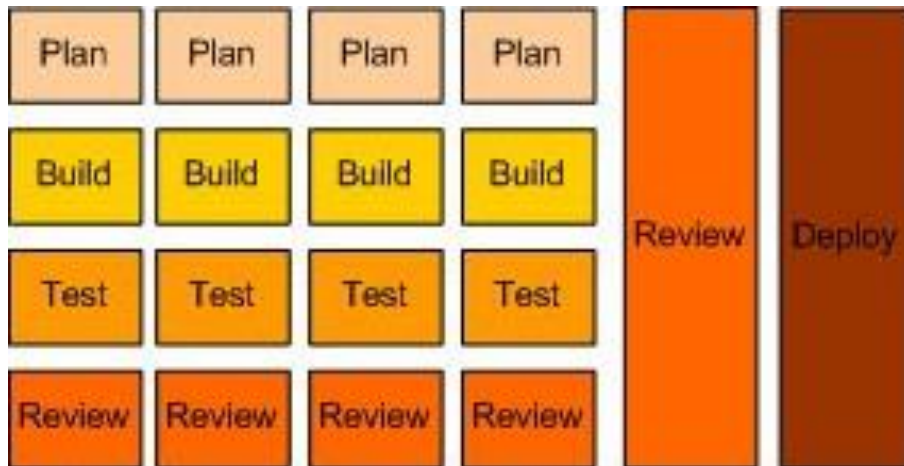 Plan Plan Plan Plan
Build Build Build Build
Review Deploy
Test Test Test Test
Review Review Review Review